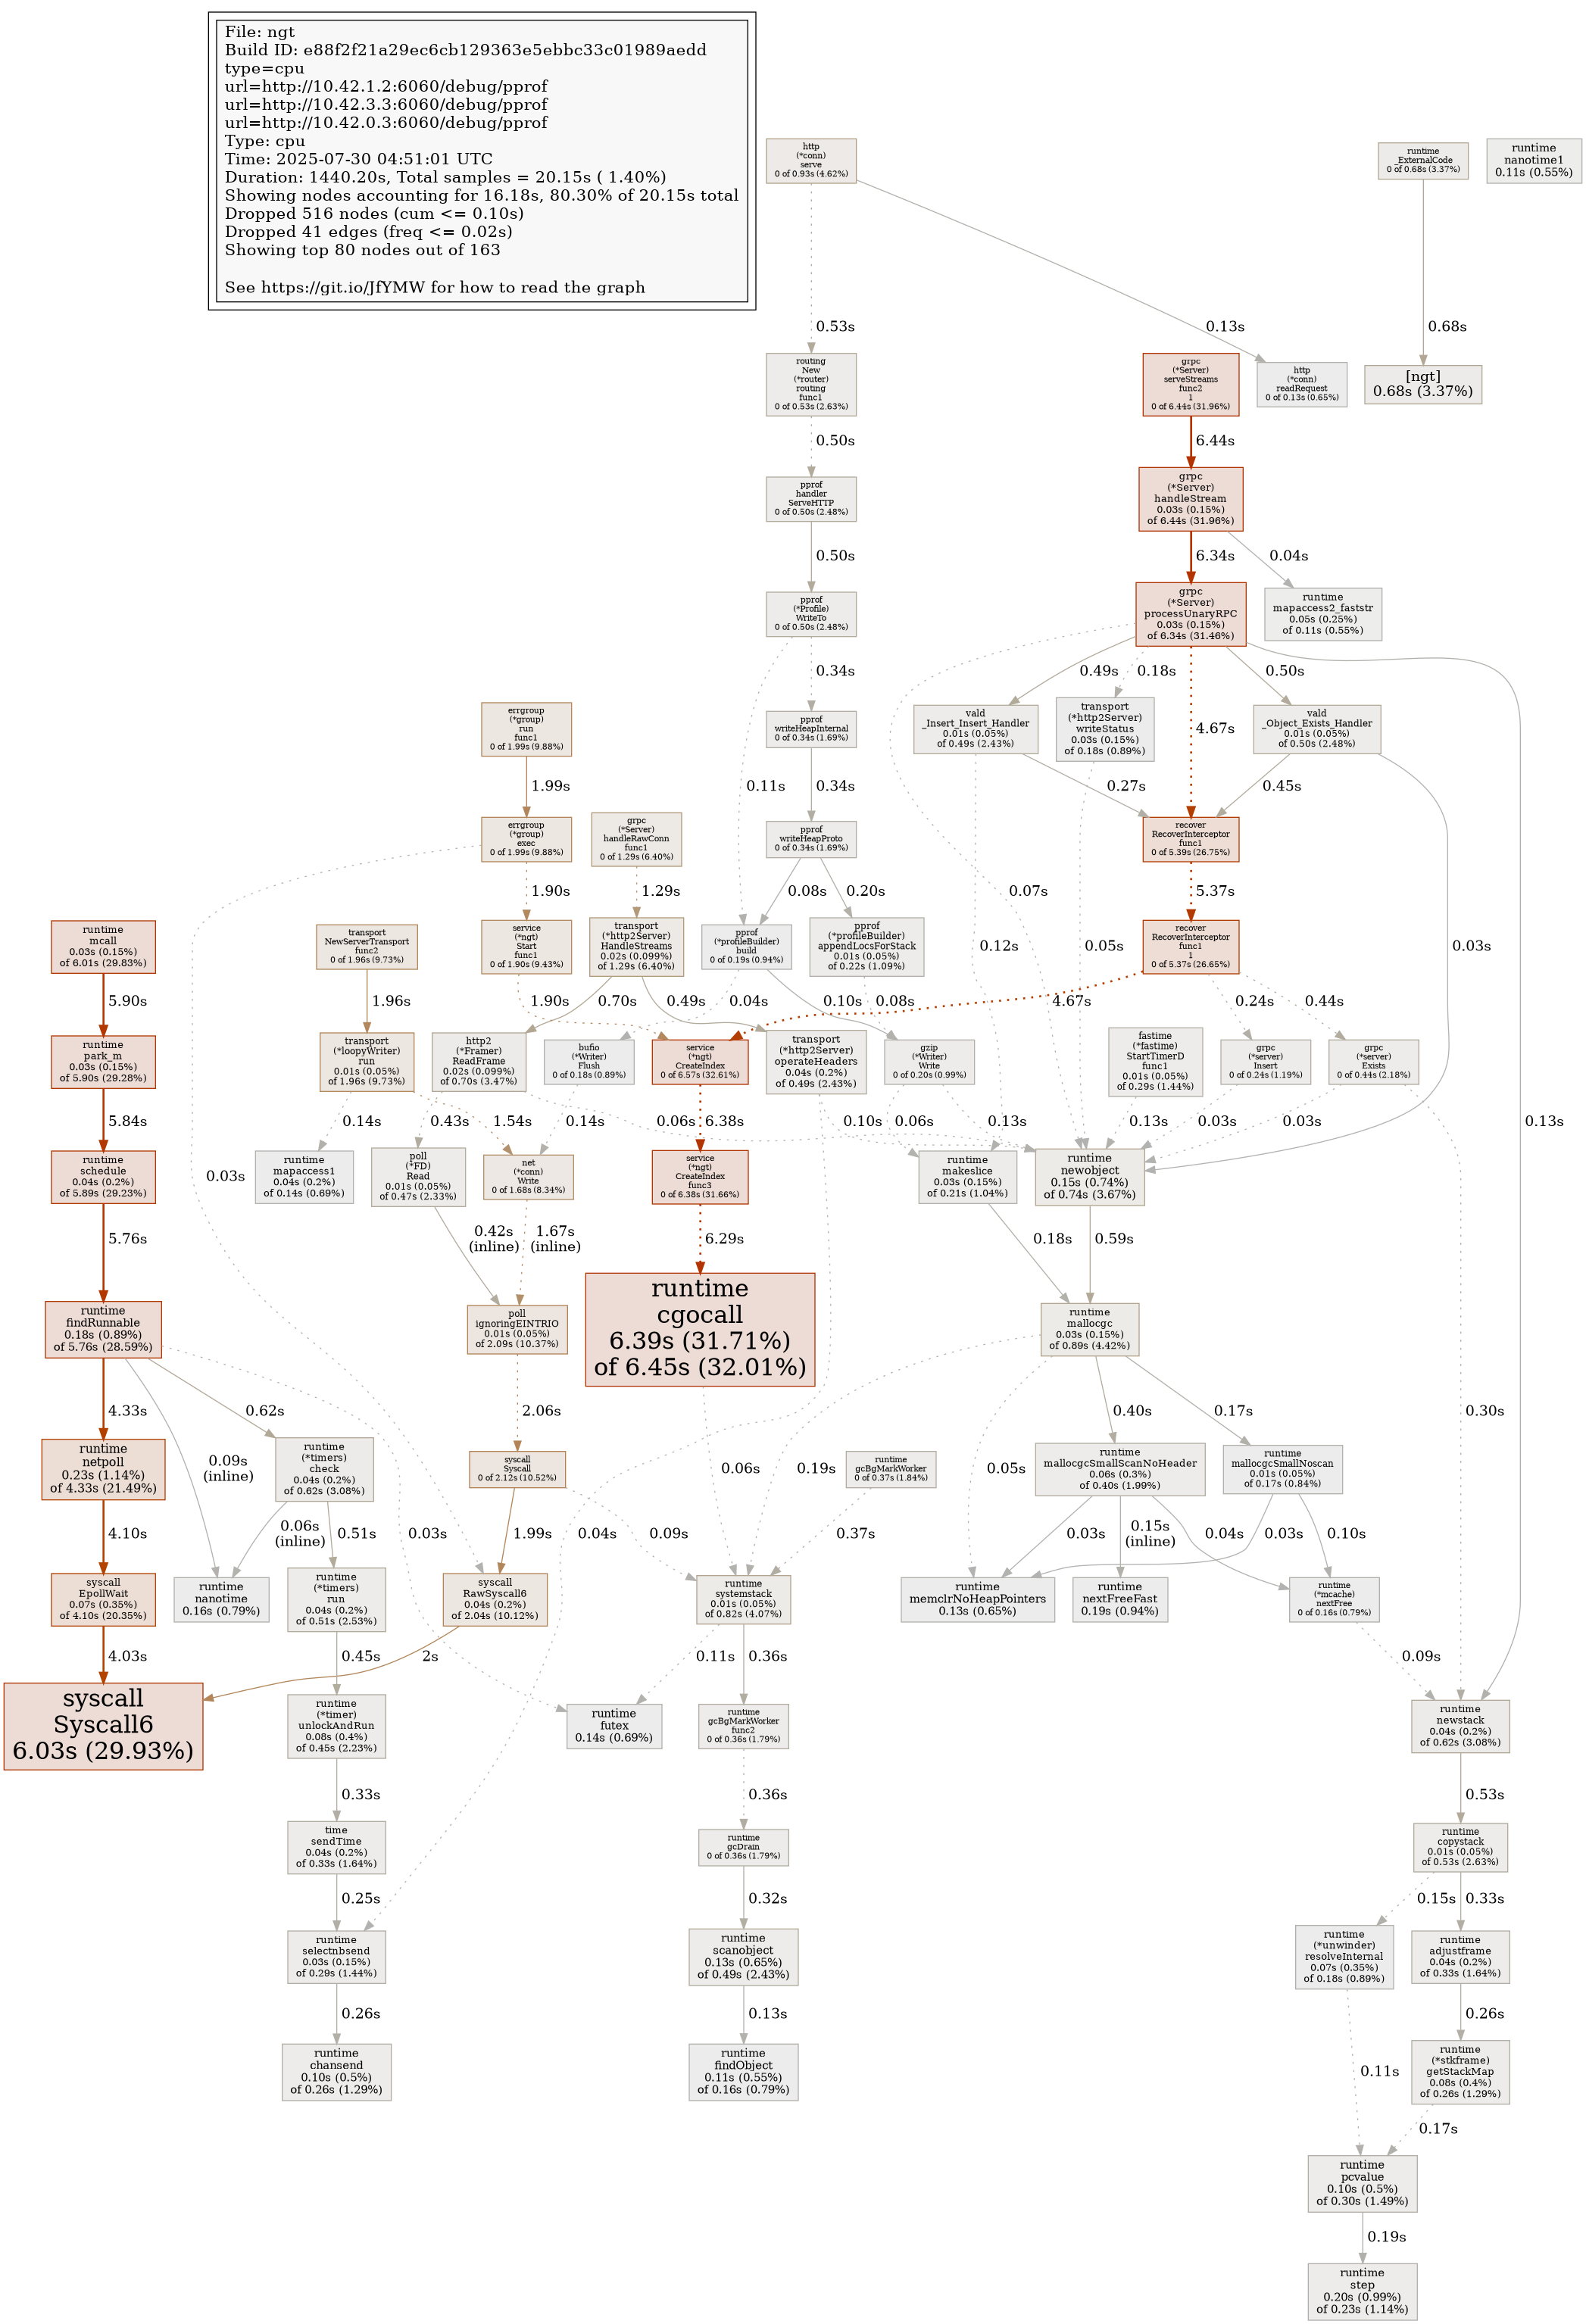 File: ngt
Build ID: e88f2f21a29ec6cb129363e5ebbc33c01989aedd
type=cpu
url=http://10.42.1.2:6060/debug/pprof
url=http://10.42.3.3:6060/debug/pprof
url=http://10.42.0.3:6060/debug/pprof
Type: cpu
Time: 2025-07-30 04:51:01 UTC
Duration: 1440.20s, Total samples = 20.15s ( 1.40%)
Showing nodes accounting for 16.18s, 80.30% of 20.15s total
Dropped 516 nodes (cum <= 0.10s)
Dropped 41 edges (freq <= 0.02s)
Showing top 80 nodes out of 163
See https://git.io/JfYMW for how to read the graph
http
(*conn)
serve
0 of 0.93s (4.62%)
runtime
_ExternalCode
0 of 0.68s (3.37%)
runtime
nanotime1
0.11s (0.55%)
0.53s
0.13s
0.68s
routing
New
(*router)
routing
func1
0 of 0.53s (2.63%)
grpc
(*Server)
serveStreams
func2
1
0 of 6.44s (31.96%)
http
(*conn)
readRequest
0 of 0.13s (0.65%)
[ngt]
0.68s (3.37%)
0.50s
6.44s
pprof
handler
ServeHTTP
0 of 0.50s (2.48%)
grpc
(*Server)
handleStream
0.03s (0.15%)
of 6.44s (31.96%)
0.50s
6.34s
0.04s
pprof
(*Profile)
WriteTo
0 of 0.50s (2.48%)
grpc
(*Server)
processUnaryRPC
0.03s (0.15%)
of 6.34s (31.46%)
runtime
mapaccess2_faststr
0.05s (0.25%)
of 0.11s (0.55%)
0.34s
0.49s
0.18s
0.50s
errgroup
(*group)
run
func1
0 of 1.99s (9.88%)
pprof
writeHeapInternal
0 of 0.34s (1.69%)
vald
_Insert_Insert_Handler
0.01s (0.05%)
of 0.49s (2.43%)
transport
(*http2Server)
writeStatus
0.03s (0.15%)
of 0.18s (0.89%)
4.67s
vald
_Object_Exists_Handler
0.01s (0.05%)
of 0.50s (2.48%)
1.99s
0.11s
0.34s
0.27s
0.45s
errgroup
(*group)
exec
0 of 1.99s (9.88%)
grpc
(*Server)
handleRawConn
func1
0 of 1.29s (6.40%)
pprof
writeHeapProto
0 of 0.34s (1.69%)
recover
RecoverInterceptor
func1
0 of 5.39s (26.75%)
1.90s
1.29s
0.08s
0.20s
0.07s
5.37s
runtime
mcall
0.03s (0.15%)
of 6.01s (29.83%)
transport
NewServerTransport
func2
0 of 1.96s (9.73%)
service
(*ngt)
Start
func1
0 of 1.90s (9.43%)
transport
(*http2Server)
HandleStreams
0.02s (0.099%)
of 1.29s (6.40%)
pprof
(*profileBuilder)
build
0 of 0.19s (0.94%)
pprof
(*profileBuilder)
appendLocsForStack
0.01s (0.05%)
of 0.22s (1.09%)
0.12s
0.05s
recover
RecoverInterceptor
func1
1
0 of 5.37s (26.65%)
0.03s
5.90s
1.96s
1.90s
0.70s
0.49s
0.04s
0.10s
0.08s
4.67s
0.24s
0.44s
runtime
park_m
0.03s (0.15%)
of 5.90s (29.28%)
transport
(*loopyWriter)
run
0.01s (0.05%)
of 1.96s (9.73%)
http2
(*Framer)
ReadFrame
0.02s (0.099%)
of 0.70s (3.47%)
bufio
(*Writer)
Flush
0 of 0.18s (0.89%)
service
(*ngt)
CreateIndex
0 of 6.57s (32.61%)
transport
(*http2Server)
operateHeaders
0.04s (0.2%)
of 0.49s (2.43%)
gzip
(*Writer)
Write
0 of 0.20s (0.99%)
fastime
(*fastime)
StartTimerD
func1
0.01s (0.05%)
of 0.29s (1.44%)
grpc
(*server)
Insert
0 of 0.24s (1.19%)
grpc
(*server)
Exists
0 of 0.44s (2.18%)
5.84s
0.14s
0.43s
1.54s
0.14s
0.06s
6.38s
0.10s
0.06s
0.13s
0.13s
0.03s
0.03s
0.13s
runtime
schedule
0.04s (0.2%)
of 5.89s (29.23%)
0.03s
runtime
mapaccess1
0.04s (0.2%)
of 0.14s (0.69%)
poll
(*FD)
Read
0.01s (0.05%)
of 0.47s (2.33%)
net
(*conn)
Write
0 of 1.68s (8.34%)
service
(*ngt)
CreateIndex
func3
0 of 6.38s (31.66%)
runtime
makeslice
0.03s (0.15%)
of 0.21s (1.04%)
runtime
newobject
0.15s (0.74%)
of 0.74s (3.67%)
5.76s
0.42s
(inline)
1.67s
(inline)
6.29s
0.18s
0.59s
runtime
findRunnable
0.18s (0.89%)
of 5.76s (28.59%)
poll
ignoringEINTRIO
0.01s (0.05%)
of 2.09s (10.37%)
runtime
cgocall
6.39s (31.71%)
of 6.45s (32.01%)
runtime
mallocgc
0.03s (0.15%)
of 0.89s (4.42%)
4.33s
0.62s
2.06s
0.40s
0.17s
0.30s
runtime
netpoll
0.23s (1.14%)
of 4.33s (21.49%)
0.09s
(inline)
runtime
(*timers)
check
0.04s (0.2%)
of 0.62s (3.08%)
syscall
Syscall
0 of 2.12s (10.52%)
0.06s
0.19s
runtime
gcBgMarkWorker
0 of 0.37s (1.84%)
0.05s
runtime
mallocgcSmallScanNoHeader
0.06s (0.3%)
of 0.40s (1.99%)
runtime
mallocgcSmallNoscan
0.01s (0.05%)
of 0.17s (0.84%)
4.10s
0.06s
(inline)
0.51s
0.03s
1.99s
0.04s
0.09s
0.37s
0.03s
0.15s
(inline)
0.04s
0.03s
0.10s
syscall
EpollWait
0.07s (0.35%)
of 4.10s (20.35%)
runtime
nanotime
0.16s (0.79%)
runtime
(*timers)
run
0.04s (0.2%)
of 0.51s (2.53%)
syscall
RawSyscall6
0.04s (0.2%)
of 2.04s (10.12%)
runtime
systemstack
0.01s (0.05%)
of 0.82s (4.07%)
runtime
memclrNoHeapPointers
0.13s (0.65%)
runtime
nextFreeFast
0.19s (0.94%)
runtime
(*mcache)
nextFree
0 of 0.16s (0.79%)
4.03s
0.45s
2s
0.11s
0.36s
0.09s
syscall
Syscall6
6.03s (29.93%)
runtime
(*timer)
unlockAndRun
0.08s (0.4%)
of 0.45s (2.23%)
runtime
futex
0.14s (0.69%)
runtime
gcBgMarkWorker
func2
0 of 0.36s (1.79%)
runtime
newstack
0.04s (0.2%)
of 0.62s (3.08%)
0.33s
0.36s
0.53s
time
sendTime
0.04s (0.2%)
of 0.33s (1.64%)
runtime
gcDrain
0 of 0.36s (1.79%)
runtime
copystack
0.01s (0.05%)
of 0.53s (2.63%)
0.25s
0.32s
0.15s
0.33s
runtime
selectnbsend
0.03s (0.15%)
of 0.29s (1.44%)
runtime
scanobject
0.13s (0.65%)
of 0.49s (2.43%)
runtime
(*unwinder)
resolveInternal
0.07s (0.35%)
of 0.18s (0.89%)
runtime
adjustframe
0.04s (0.2%)
of 0.33s (1.64%)
0.26s
0.13s
0.26s
runtime
chansend
0.10s (0.5%)
of 0.26s (1.29%)
runtime
findObject
0.11s (0.55%)
of 0.16s (0.79%)
0.11s
runtime
(*stkframe)
getStackMap
0.08s (0.4%)
of 0.26s (1.29%)
0.17s
runtime
pcvalue
0.10s (0.5%)
of 0.30s (1.49%)
0.19s
runtime
step
0.20s (0.99%)
of 0.23s (1.14%)